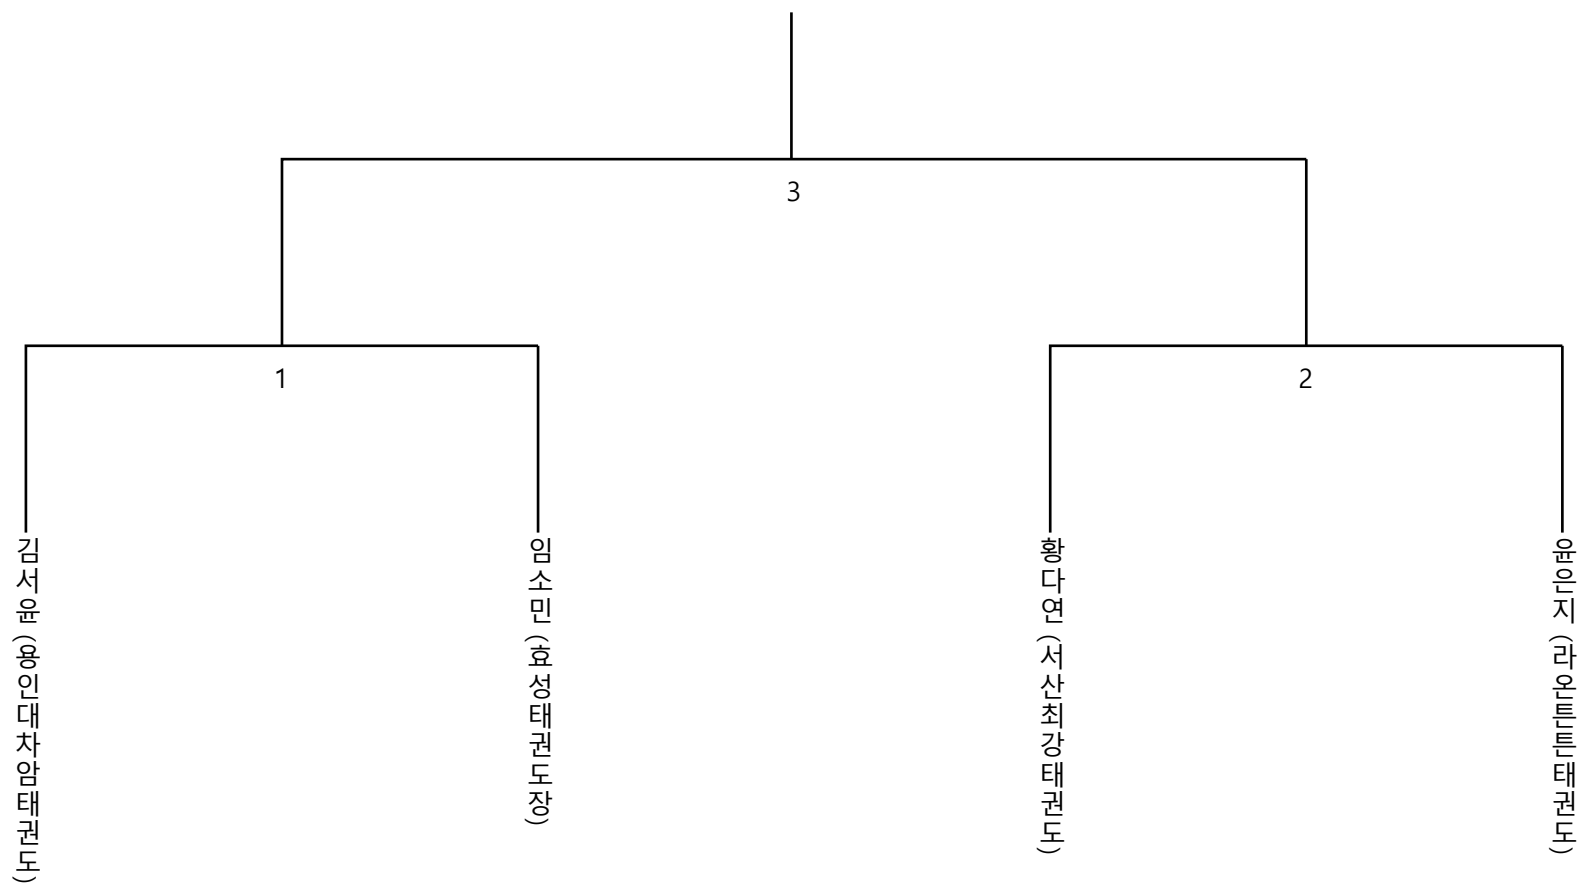 3
1
2
김서윤 (용인대차암태권도)
임소민 (효성태권도장)
황다연 (서산최강태권도)
윤은지 (라온튼튼태권도)